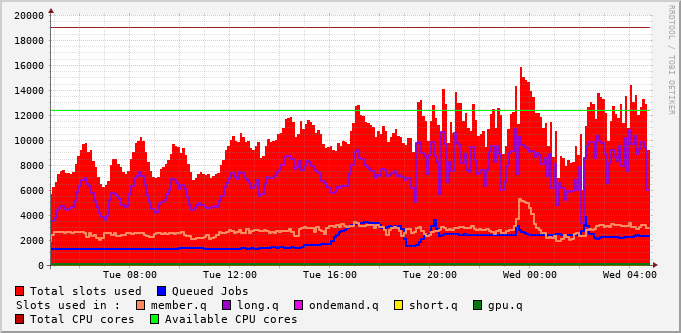 20000
18000
16000
14000
12000
10000
8000
6000
4000
2000
0
Tue 08:00 Tue 12:00 Tue 16:00 Tue 20:00 Wed 00:00 Wed 04:00
Total slots used Queued Jobs
Slots used in : member.q long.q ondemand.q short.q gpu.q
Total CPU cores Available CPU cores
RRDTOOL / TOBI OETIKER